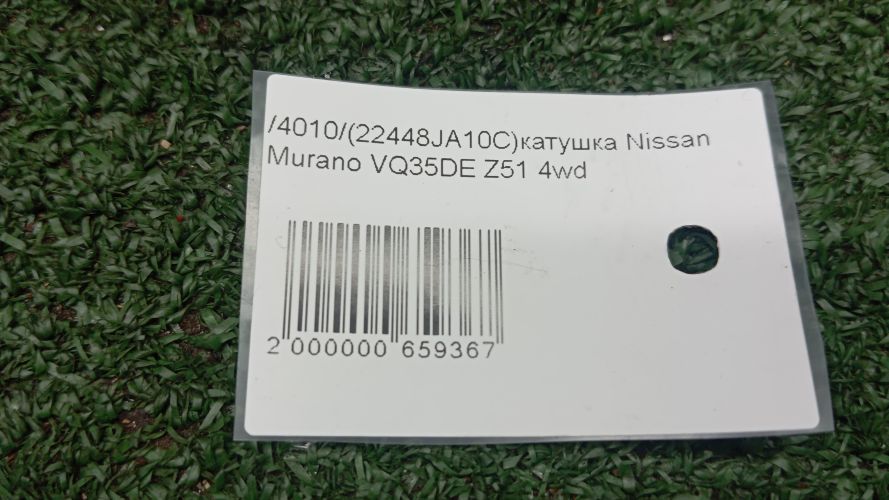 /4010/(22448JA10C)катушка Nissan
Murano VQ35DE Z51 4wd
2 000000 659367